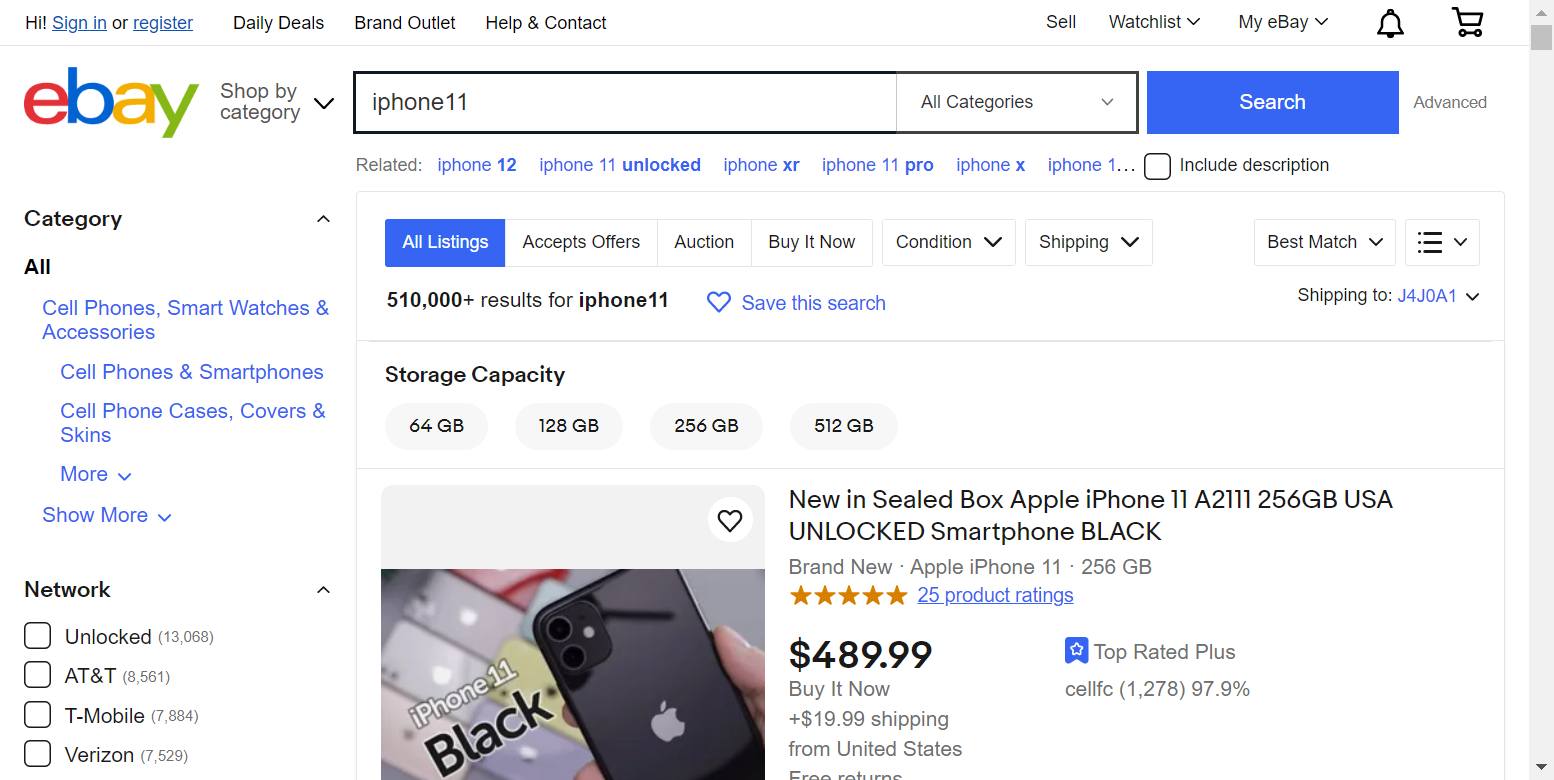 Hi! Sign in or register
Daily Deals
Brand Outlet
Help & Contact
Sell
Watchlist
My eBay
ebay
Shop by
category
iphone11
All Categories
Search
Advanced
Related: iphone 12 iphone 11 unlocked iphone xr iphone 11 pro iphone x iphone 1...
Include description
Category
All
Cell Phones, Smart Watches &
Accessories
Cell Phones & Smartphones
Cell Phone Cases, Covers &
Skins
More
Show More
Network
Unlocked (13,068)
AT&T (8,561)
T-Mobile (7,884)
Verizon (7,529)
All Listings
Accepts Offers
Auction
Buy It Now
Condition
Shipping
Best Match
510,000+ results for iphone11
Save this search
Shipping to: J4J0A1
Storage Capacity
64 GB
128 GB
256 GB
512 GB
iPhone 11
Black
New in Sealed Box Apple iPhone 11 A2111 256GB USA
UNLOCKED Smartphone BLACK
Brand New · Apple iPhone 11 · 256 GB
25 product ratings
$489.99
Buy It Now
+$19.99 shipping
from United States
Free returns
Top Rated Plus
cellfc (1,278) 97.9%